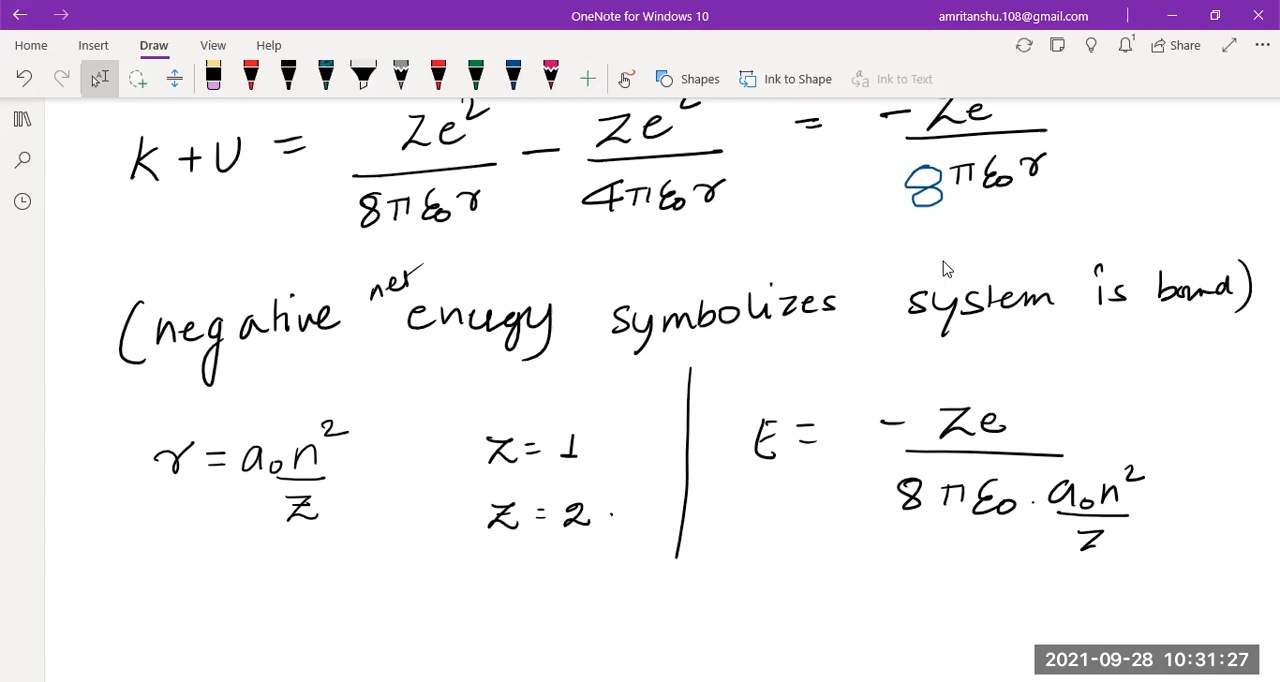 OneNote for Windows 10
amritanshu.108@gmail.com
Home Insert Draw View Help
1
Share
Shapes Ink to Shape Ink to Text
K + U = Ze² / 8πε₀r − Ze² / 4πε₀r = −Ze / 8πε₀r
(negative net energy symbolizes system is bound)
r = a₀n² / Z
Z = 1
Z = 2 .
E = −Ze / 8πε₀ . a₀n² / Z
2021-09-28 10:31:27